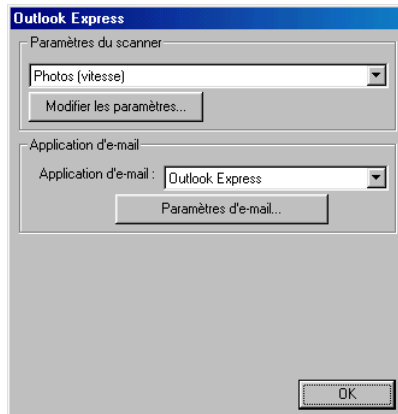 Outlook Express
Paramètres du scanner
Photos (vitesse)
Modifier les paramètres...
Application d'e-mail
Application d'e-mail : Outlook Express
Paramètres d'e-mail...
OK